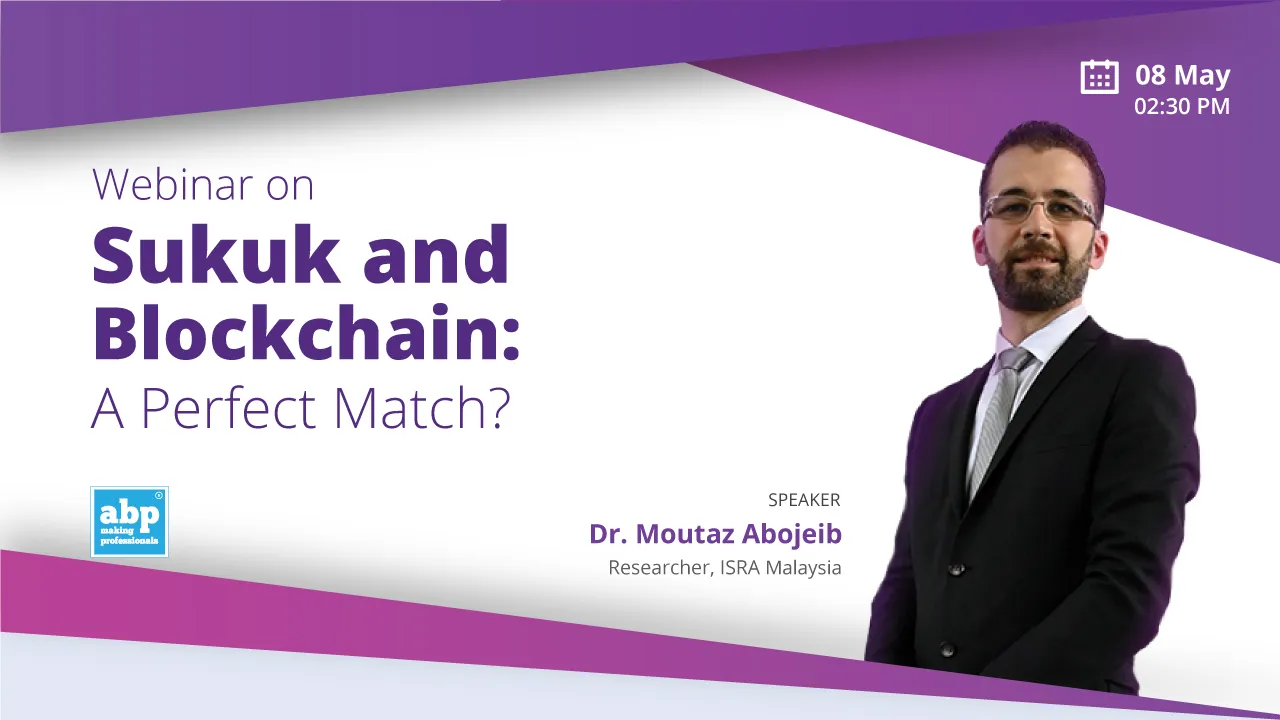 08 May
02:30 PM
Webinar on
Sukuk and
Blockchain:
A Perfect Match?
abp
®
making
professionals
SPEAKER
Dr. Moutaz Abojeib
Researcher, ISRA Malaysia